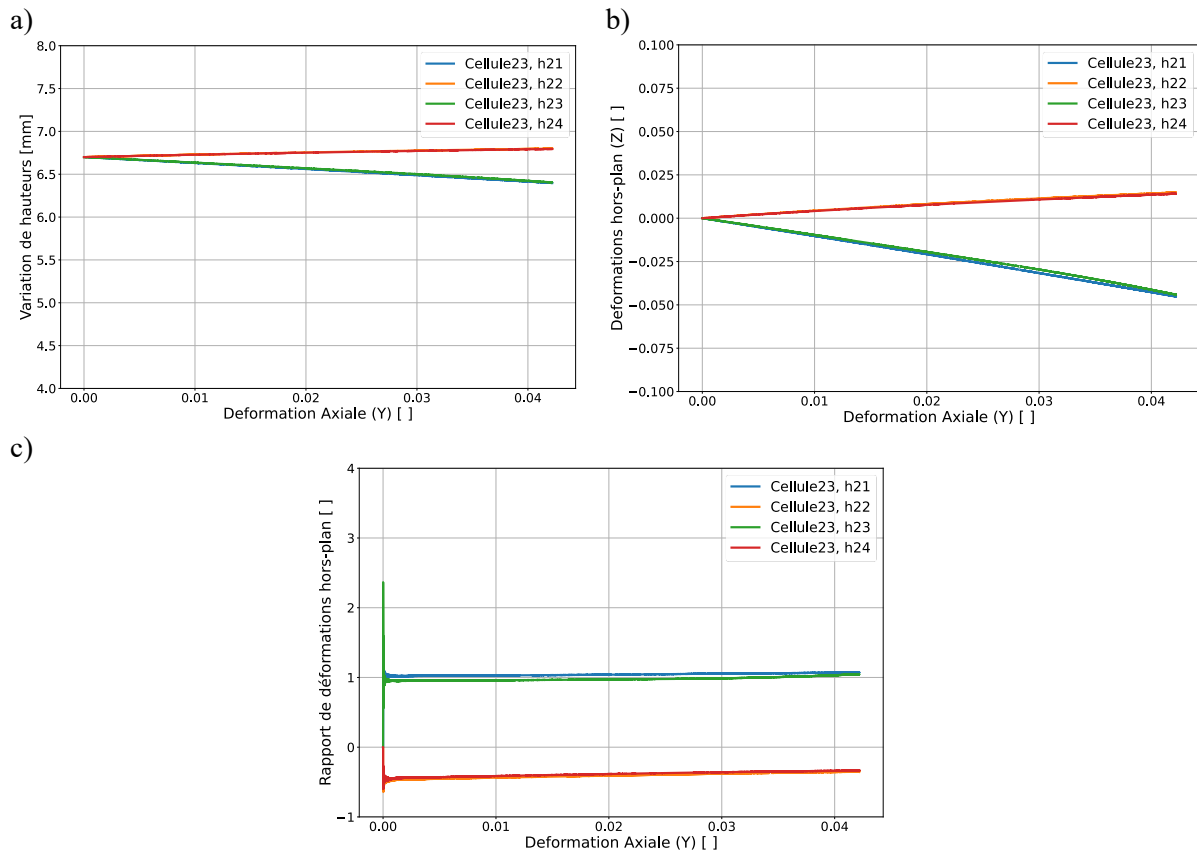 a)
8.0
7.5
7.0
6.5
6.0
5.5
5.0
4.5
4.0
Variation de hauteurs [mm]
Cellule23, h21
Cellule23, h22
Cellule23, h23
Cellule23, h24
0.00 0.01 0.02 0.03 0.04
Deformation Axiale (Y) [ ]
b)
0.100
0.075
0.050
0.025
0.000
−0.025
−0.050
−0.075
−0.100
Deformations hors-plan (Z) [ ]
Cellule23, h21
Cellule23, h22
Cellule23, h23
Cellule23, h24
0.00 0.01 0.02 0.03 0.04
Deformation Axiale (Y) [ ]
c)
4
3
2
1
0
−1
Rapport de déformations hors-plan [ ]
Cellule23, h21
Cellule23, h22
Cellule23, h23
Cellule23, h24
0.00 0.01 0.02 0.03 0.04
Deformation Axiale (Y) [ ]